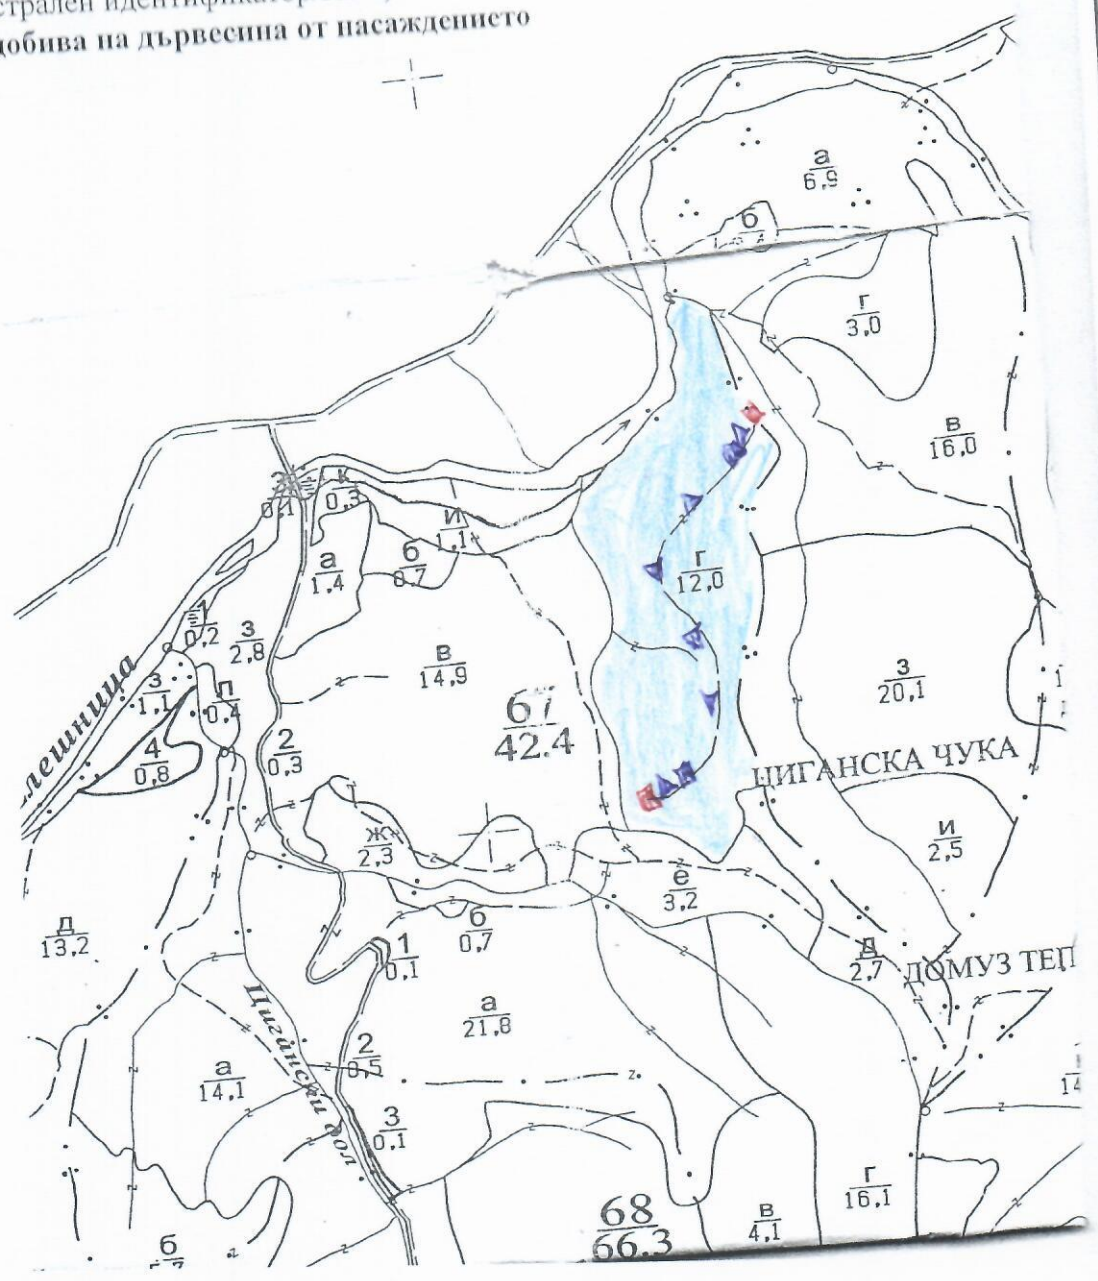 добива на дървесина от насаждението
а
6,9
б
г
3,0
в
16,0
3
0,1
к
0,3
и
1,1
а
1,4
б
0,7
г
12,0
1
0,2
з
2,8
в
14,9
з
20,1
з
1,1
п
0,4
67
42.4
4
0,8
2
0,3
ЦИГАНСКА ЧУКА
ж
2,3
и
2,5
е
3,2
д
13,2
б
0,7
1
0,1
д
2,7
ДОМУЗ ТЕП
а
21,8
Цигански дол
2
0,5
а
14,1
3
0,1
г
16,1
68
66.3
в
4,1
б